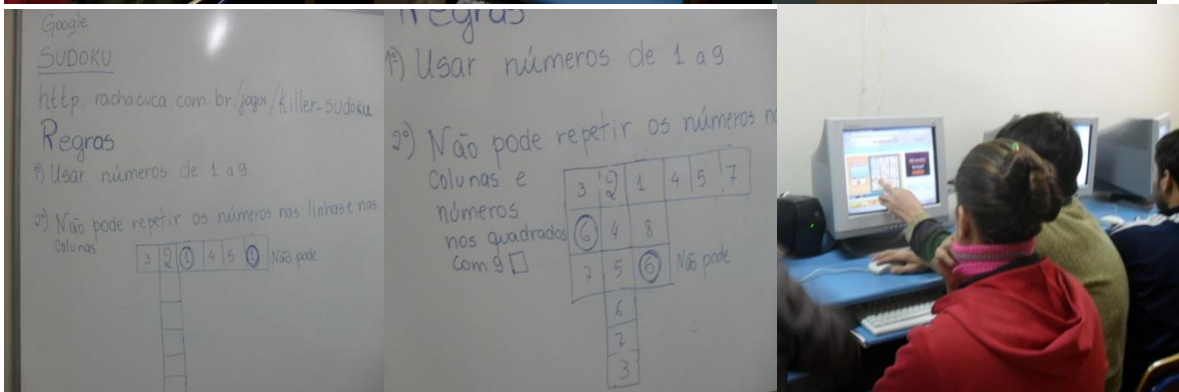 Google
SUDOKU
http: rachacuca.com.br/jogos/Killer-Sudoku
Regras
1º) Usar números de 1 a 9
2º) Não pode repetir os números nas linhas e nas
Colunas
3 2 1 4 5 1 Não pode
Regras
1º) Usar números de 1 a 9
2º) Não pode repetir os números n
Colunas e
números
nos quadrados
com 9 □
3 2 1 4 5 7
6 4 8
7 5 6 Não pode
6
7
3